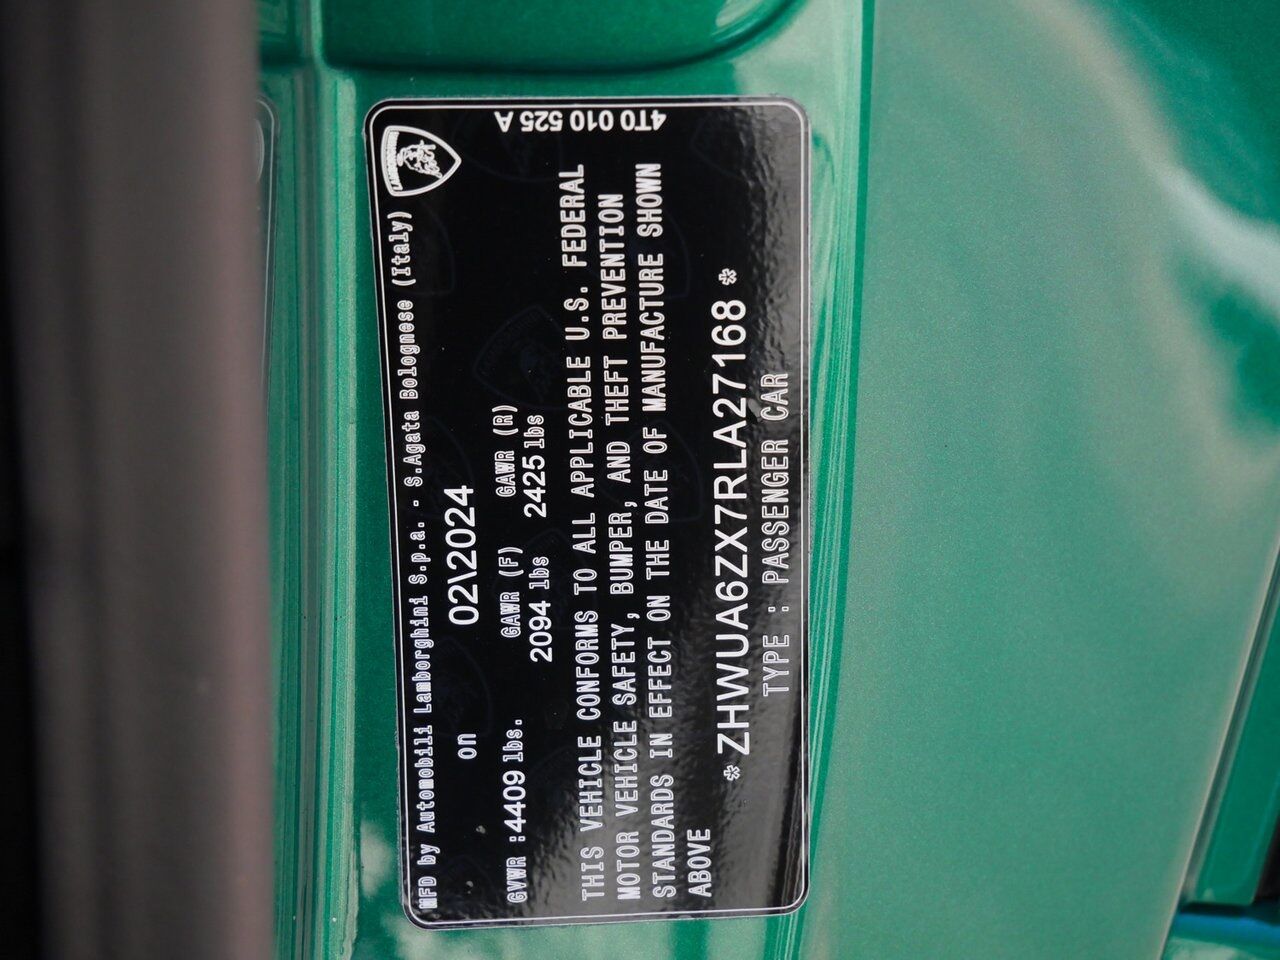 LAMBORGHINI
4T0 010 525 A
MFD by Automobili Lamborghini S.p.a. - S.Agata Bolognese (Italy)
on 02\2024
GVWR :4409 lbs. GAWR (F) GAWR (R)
2094 lbs 2425 lbs
THIS VEHICLE CONFORMS TO ALL APPLICABLE U.S. FEDERAL
MOTOR VEHICLE SAFETY, BUMPER, AND THEFT PREVENTION
STANDARDS IN EFFECT ON THE DATE OF MANUFACTURE SHOWN
ABOVE
* ZHWUA6ZX7RLA27168 *
TYPE : PASSENGER CAR